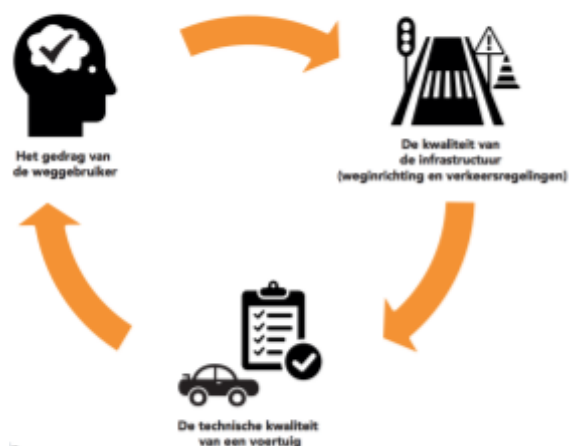 Het gedrag van
de weggebruiker
De kwaliteit van
de infrastructuur
(weginrichting en verkeersregelingen)
De technische kwaliteit
van een voertuig